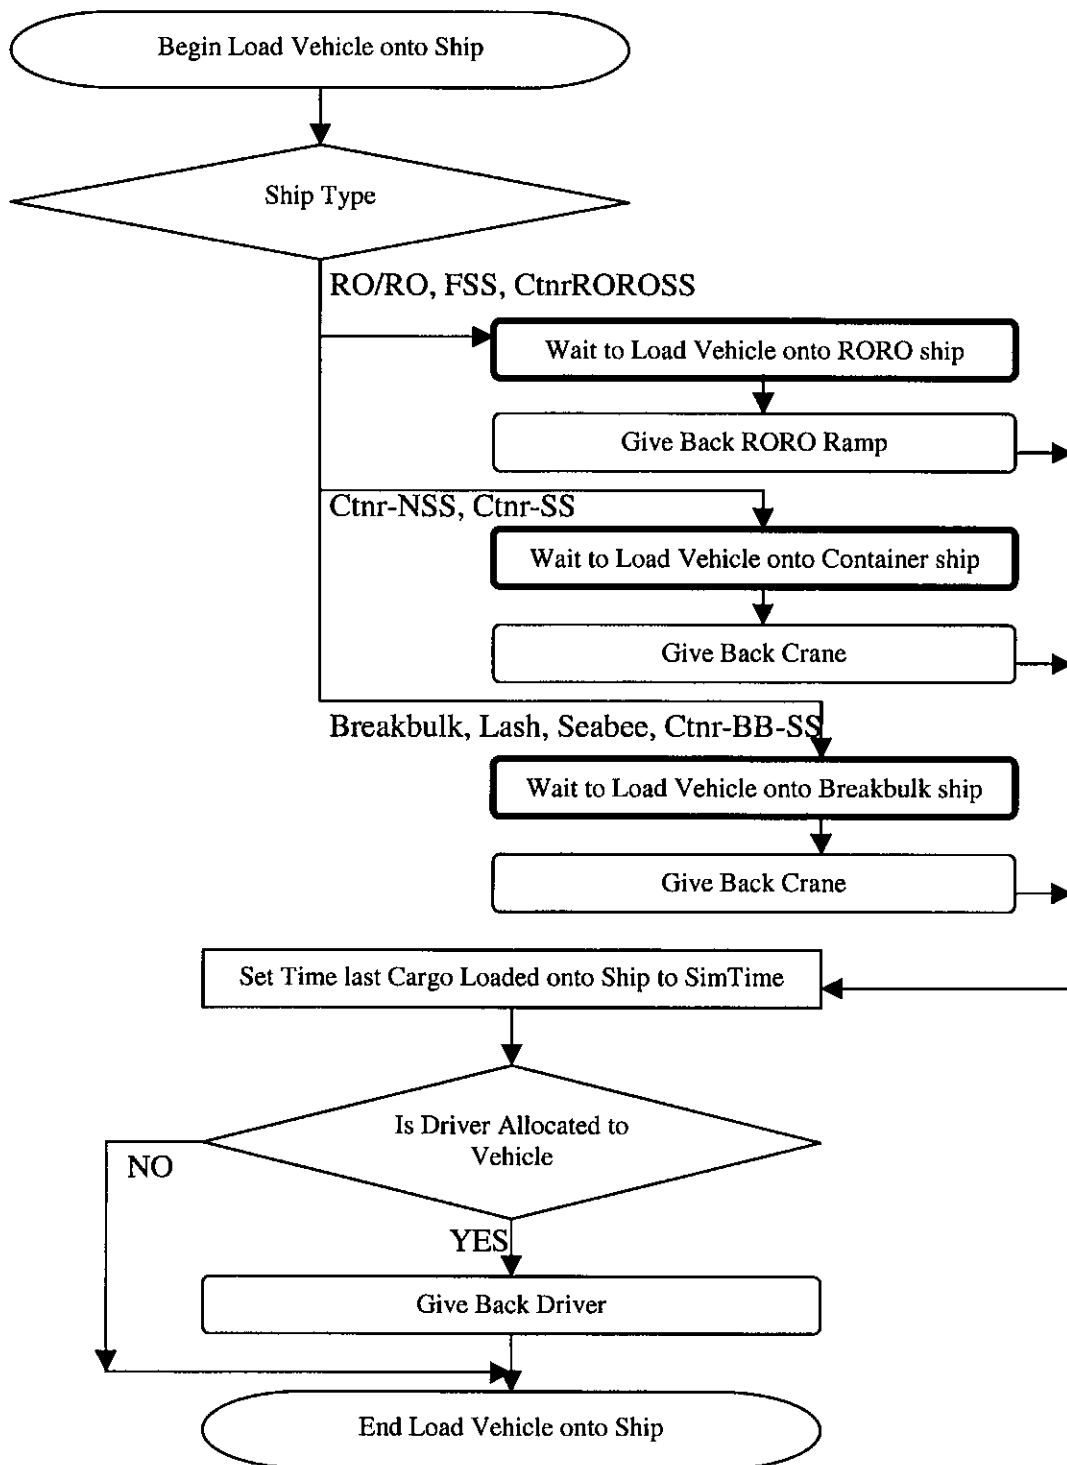 Begin Load Vehicle onto Ship
Ship Type
RO/RO, FSS, CtnrROROSS
Wait to Load Vehicle onto RORO ship
Give Back RORO Ramp
Ctnr-NSS, Ctnr-SS
Wait to Load Vehicle onto Container ship
Give Back Crane
Breakbulk, Lash, Seabee, Ctnr-BB-SS
Wait to Load Vehicle onto Breakbulk ship
Give Back Crane
Set Time last Cargo Loaded onto Ship to SimTime
Is Driver Allocated to
Vehicle
NO
YES
Give Back Driver
End Load Vehicle onto Ship